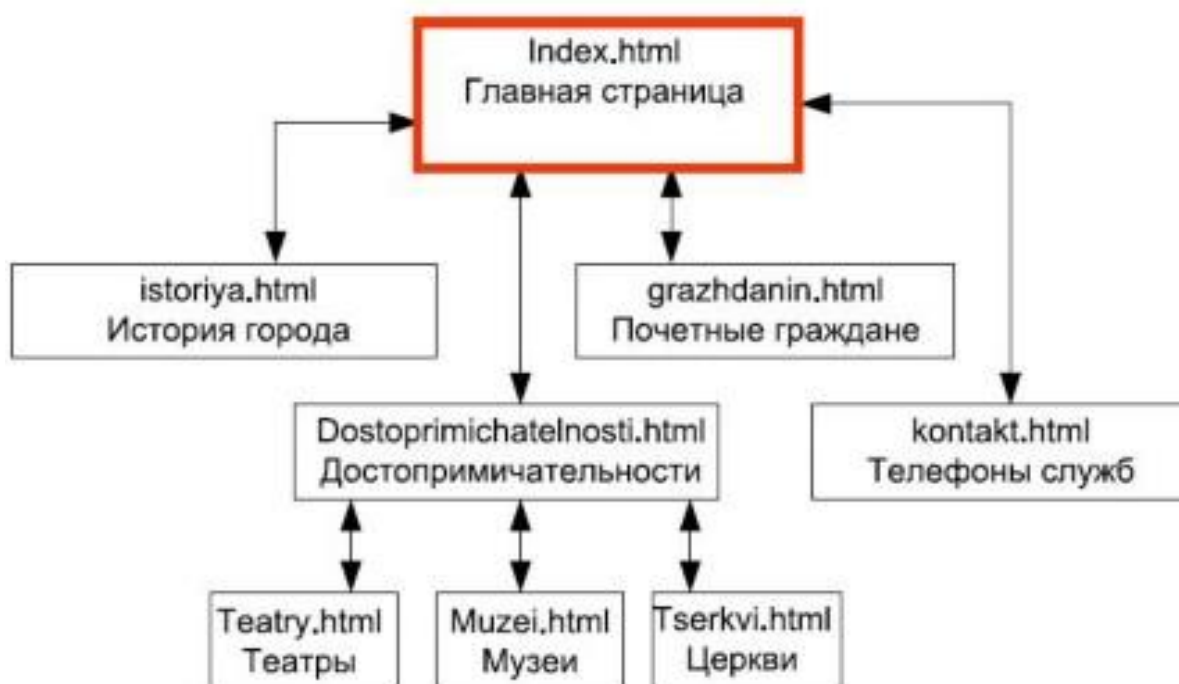 Index.html
Главная страница
istoriya.html
История города
grazhdanin.html
Почетные граждане
Dostoprimichatelnosti.html
Достопримичательности
kontakt.html
Телефоны служб
Teatry.html
Театры
Muzei.html
Музеи
Tserkvi.html
Церкви